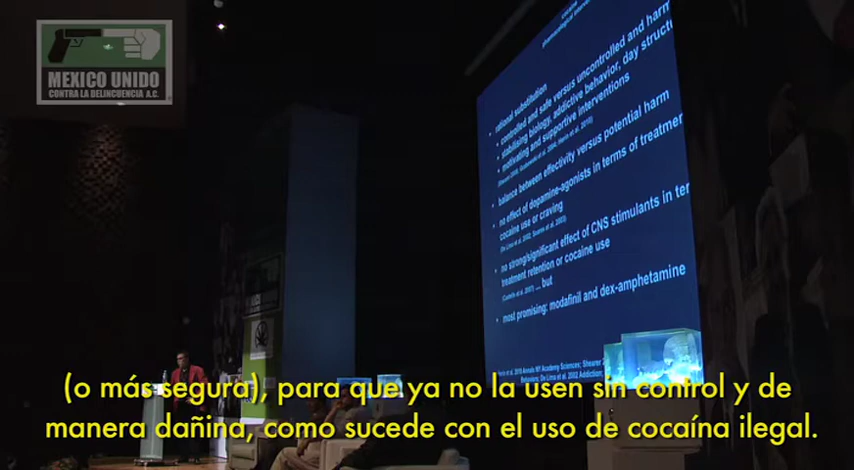 MEXICO UNIDO
CONTRA LA DELINCUENCIA A.C.
cocaine
• rational substitution
• controlled and safe versus uncontrolled and harm
• stabilising biology, addictive behavior, day struct
• motivating and supportive interventions
• balance between effectivity versus potential harm
• no effect of dopamine-agonists in terms of treatmer
cocaine use or craving
• no strong/significant effect of CNS stimulants in ter
treatment retention or cocaine use
... but
• most promising: modafinil and dex-amphetamine
(o más segura), para que ya no la usen sin control y de
manera dañina, como sucede con el uso de cocaína ilegal.